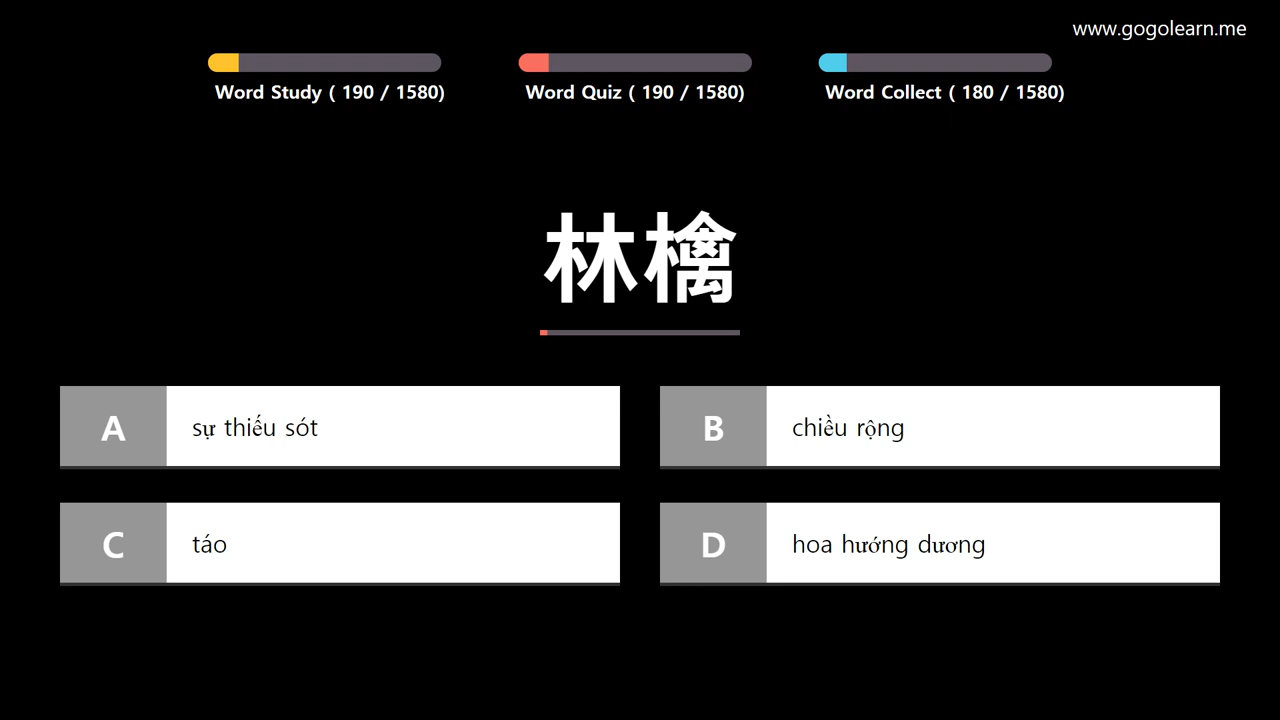 www.gogolearn.me
Word Study ( 190 / 1580)
Word Quiz ( 190 / 1580)
Word Collect ( 180 / 1580)
林檎
A
sự thiếu sót
B
chiều rộng
C
táo
D
hoa hướng dương